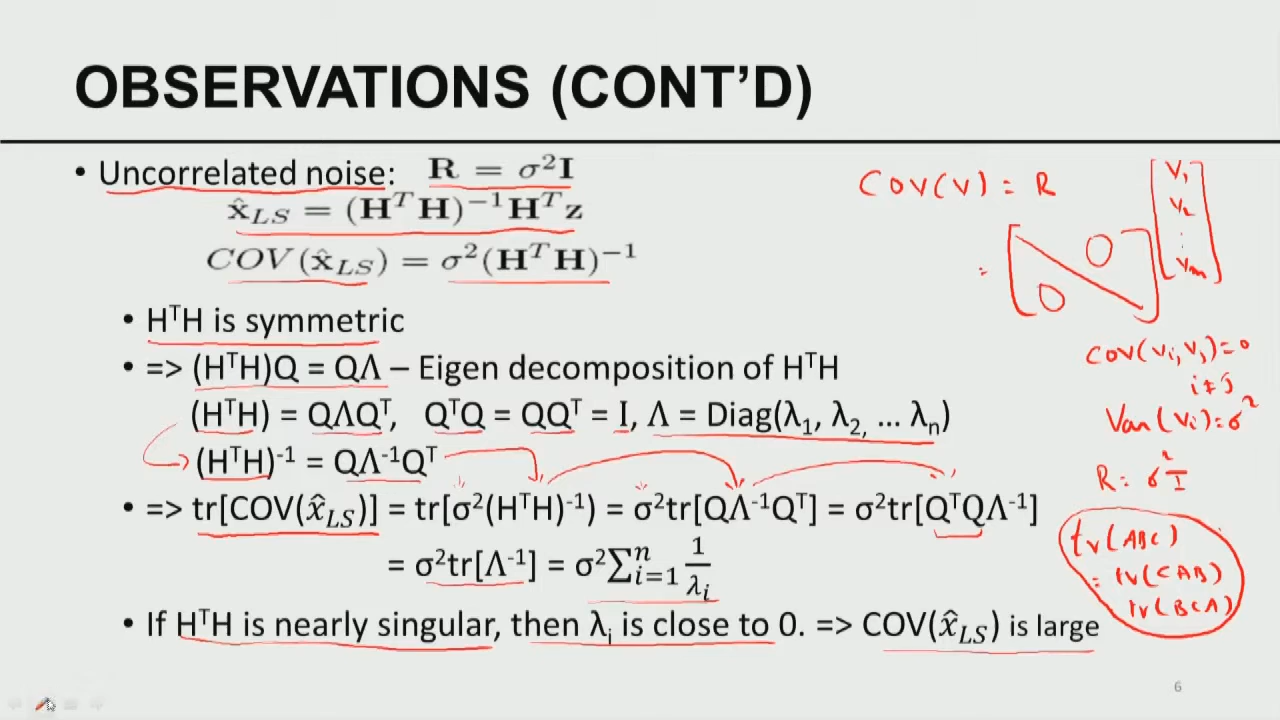 OBSERVATIONS (CONT'D)
• Uncorrelated noise: R = σ²I
x̂_LS = (HᵀH)⁻¹Hᵀz
COV(x̂_LS) = σ²(HᵀH)⁻¹
• HᵀH is symmetric
• => (HᵀH)Q = QΛ – Eigen decomposition of HᵀH
(HᵀH) = QΛQᵀ, QᵀQ = QQᵀ = I, Λ = Diag(λ₁, λ₂, … λₙ)
(HᵀH)⁻¹ = QΛ⁻¹Qᵀ
• => tr[COV(x̂_LS)] = tr[σ²(HᵀH)⁻¹) = σ²tr[QΛ⁻¹Qᵀ] = σ²tr[QᵀQΛ⁻¹]
= σ²tr[Λ⁻¹] = σ²∑ⁿᵢ₌₁ 1/λᵢ
• If HᵀH is nearly singular, then λᵢ is close to 0. => COV(x̂_LS) is large
COV(V) = R
V₁
V₂
⋮
Vm
= [0 0]
COV(Vᵢ,Vⱼ)=0
i≠j
Var(Vᵢ)=σ²
R = σ²I
tr(ABC)
= tr(CAB)
tr(BCA)
6